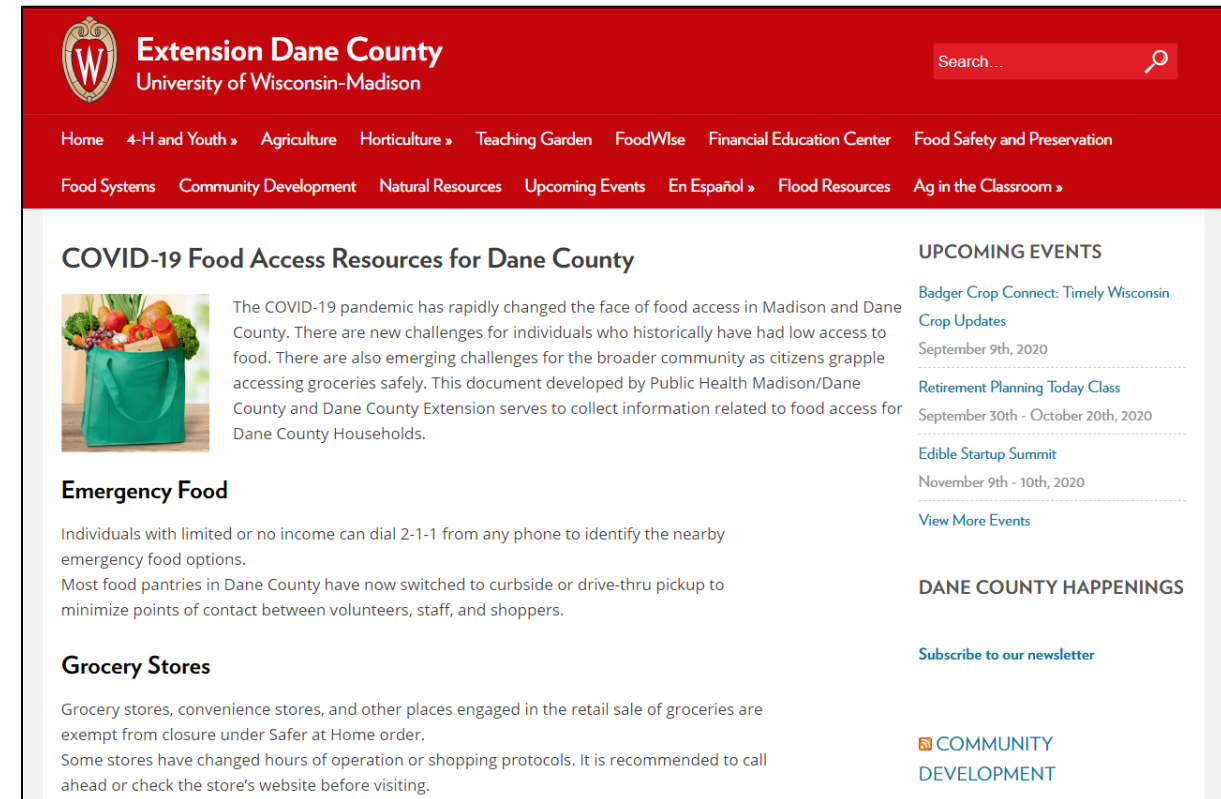 W
Extension Dane County
University of Wisconsin-Madison
Search...
Home 4-H and Youth » Agriculture Horticulture » Teaching Garden FoodWIse Financial Education Center Food Safety and Preservation
Food Systems Community Development Natural Resources Upcoming Events En Español » Flood Resources Ag in the Classroom »
COVID-19 Food Access Resources for Dane County
The COVID-19 pandemic has rapidly changed the face of food access in Madison and Dane
County. There are new challenges for individuals who historically have had low access to
food. There are also emerging challenges for the broader community as citizens grapple
accessing groceries safely. This document developed by Public Health Madison/Dane
County and Dane County Extension serves to collect information related to food access for
Dane County Households.
Emergency Food
Individuals with limited or no income can dial 2-1-1 from any phone to identify the nearby
emergency food options.
Most food pantries in Dane County have now switched to curbside or drive-thru pickup to
minimize points of contact between volunteers, staff, and shoppers.
Grocery Stores
Grocery stores, convenience stores, and other places engaged in the retail sale of groceries are
exempt from closure under Safer at Home order.
Some stores have changed hours of operation or shopping protocols. It is recommended to call
ahead or check the store's website before visiting.
UPCOMING EVENTS
Badger Crop Connect: Timely Wisconsin
Crop Updates
September 9th, 2020
Retirement Planning Today Class
September 30th - October 20th, 2020
Edible Startup Summit
November 9th - 10th, 2020
View More Events
DANE COUNTY HAPPENINGS
Subscribe to our newsletter
COMMUNITY
DEVELOPMENT